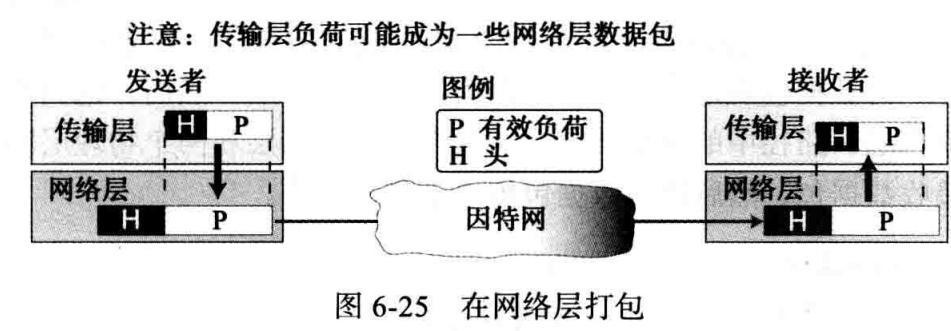 注意：传输层负荷可能成为一些网络层数据包
发送者
图例
接收者
传输层
H P
P 有效负荷
H 头
传输层
H P
网络层
H P
因特网
网络层
H P
图 6-25 在网络层打包